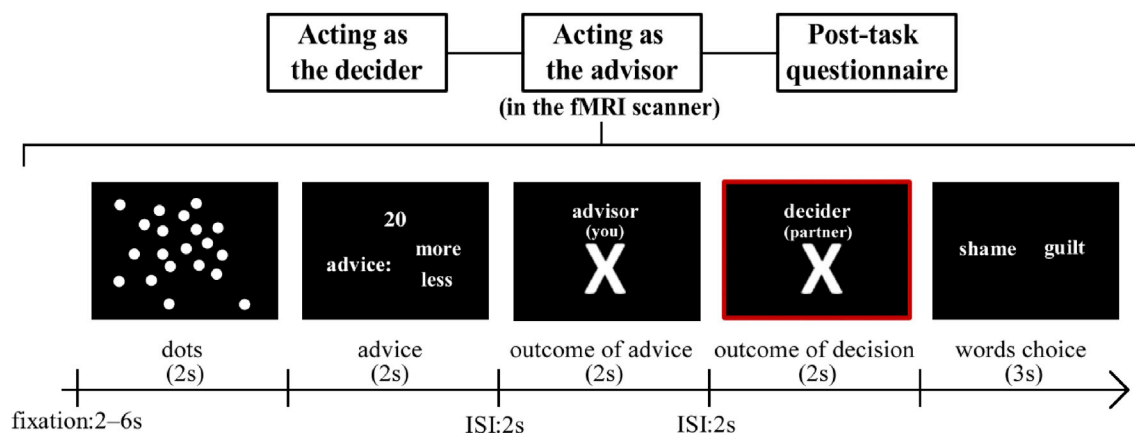 Acting as
the decider
Acting as
the advisor
Post-task
questionnaire
(in the fMRI scanner)
20
advice:
more
less
advisor
(you)
X
decider
(partner)
X
shame guilt
dots
(2s)
advice
(2s)
outcome of advice
(2s)
outcome of decision
(2s)
words choice
(3s)
fixation:2–6s
ISI:2s
ISI:2s